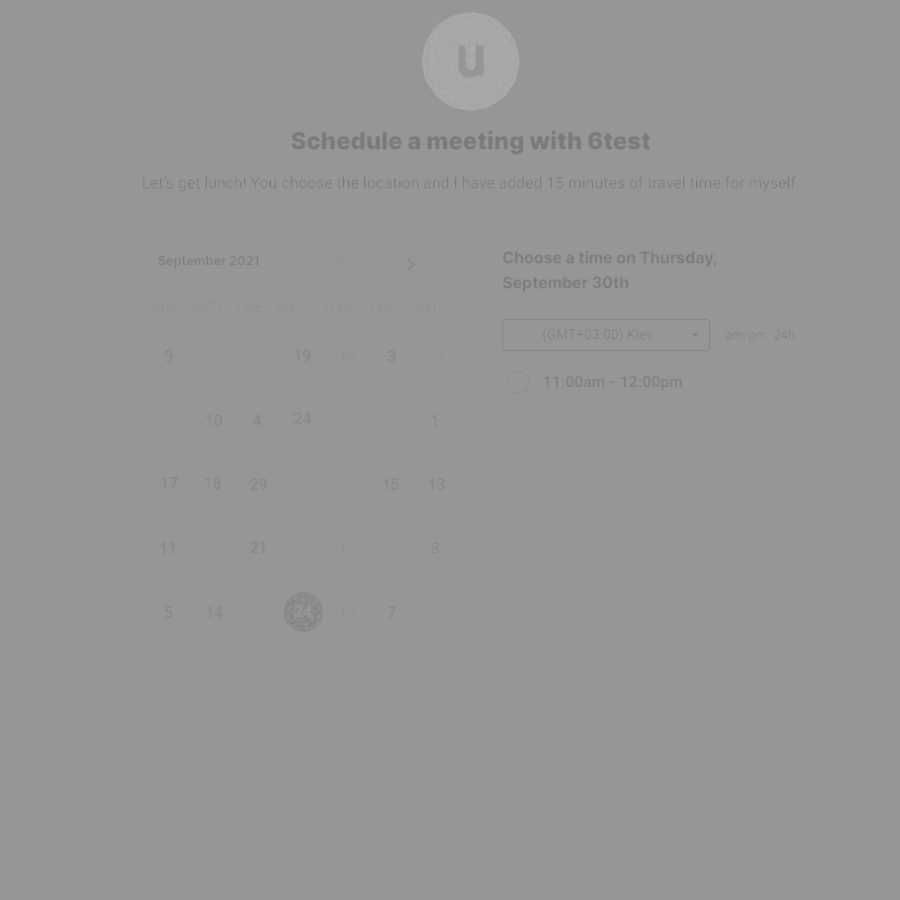 u
Schedule a meeting with 6test
Let's get lunch! You choose the location and I have added 15 minutes of travel time for myself.
September 2021
Choose a time on Thursday,
September 30th
SUN MON TUE WED THU FRI SAT
(GMT+03:00) Kiev am/pm 24h
9 19 3
11:00am - 12:00pm
10 4 24 1
17 18 29 15 13
11 21 12
5 14 24 7